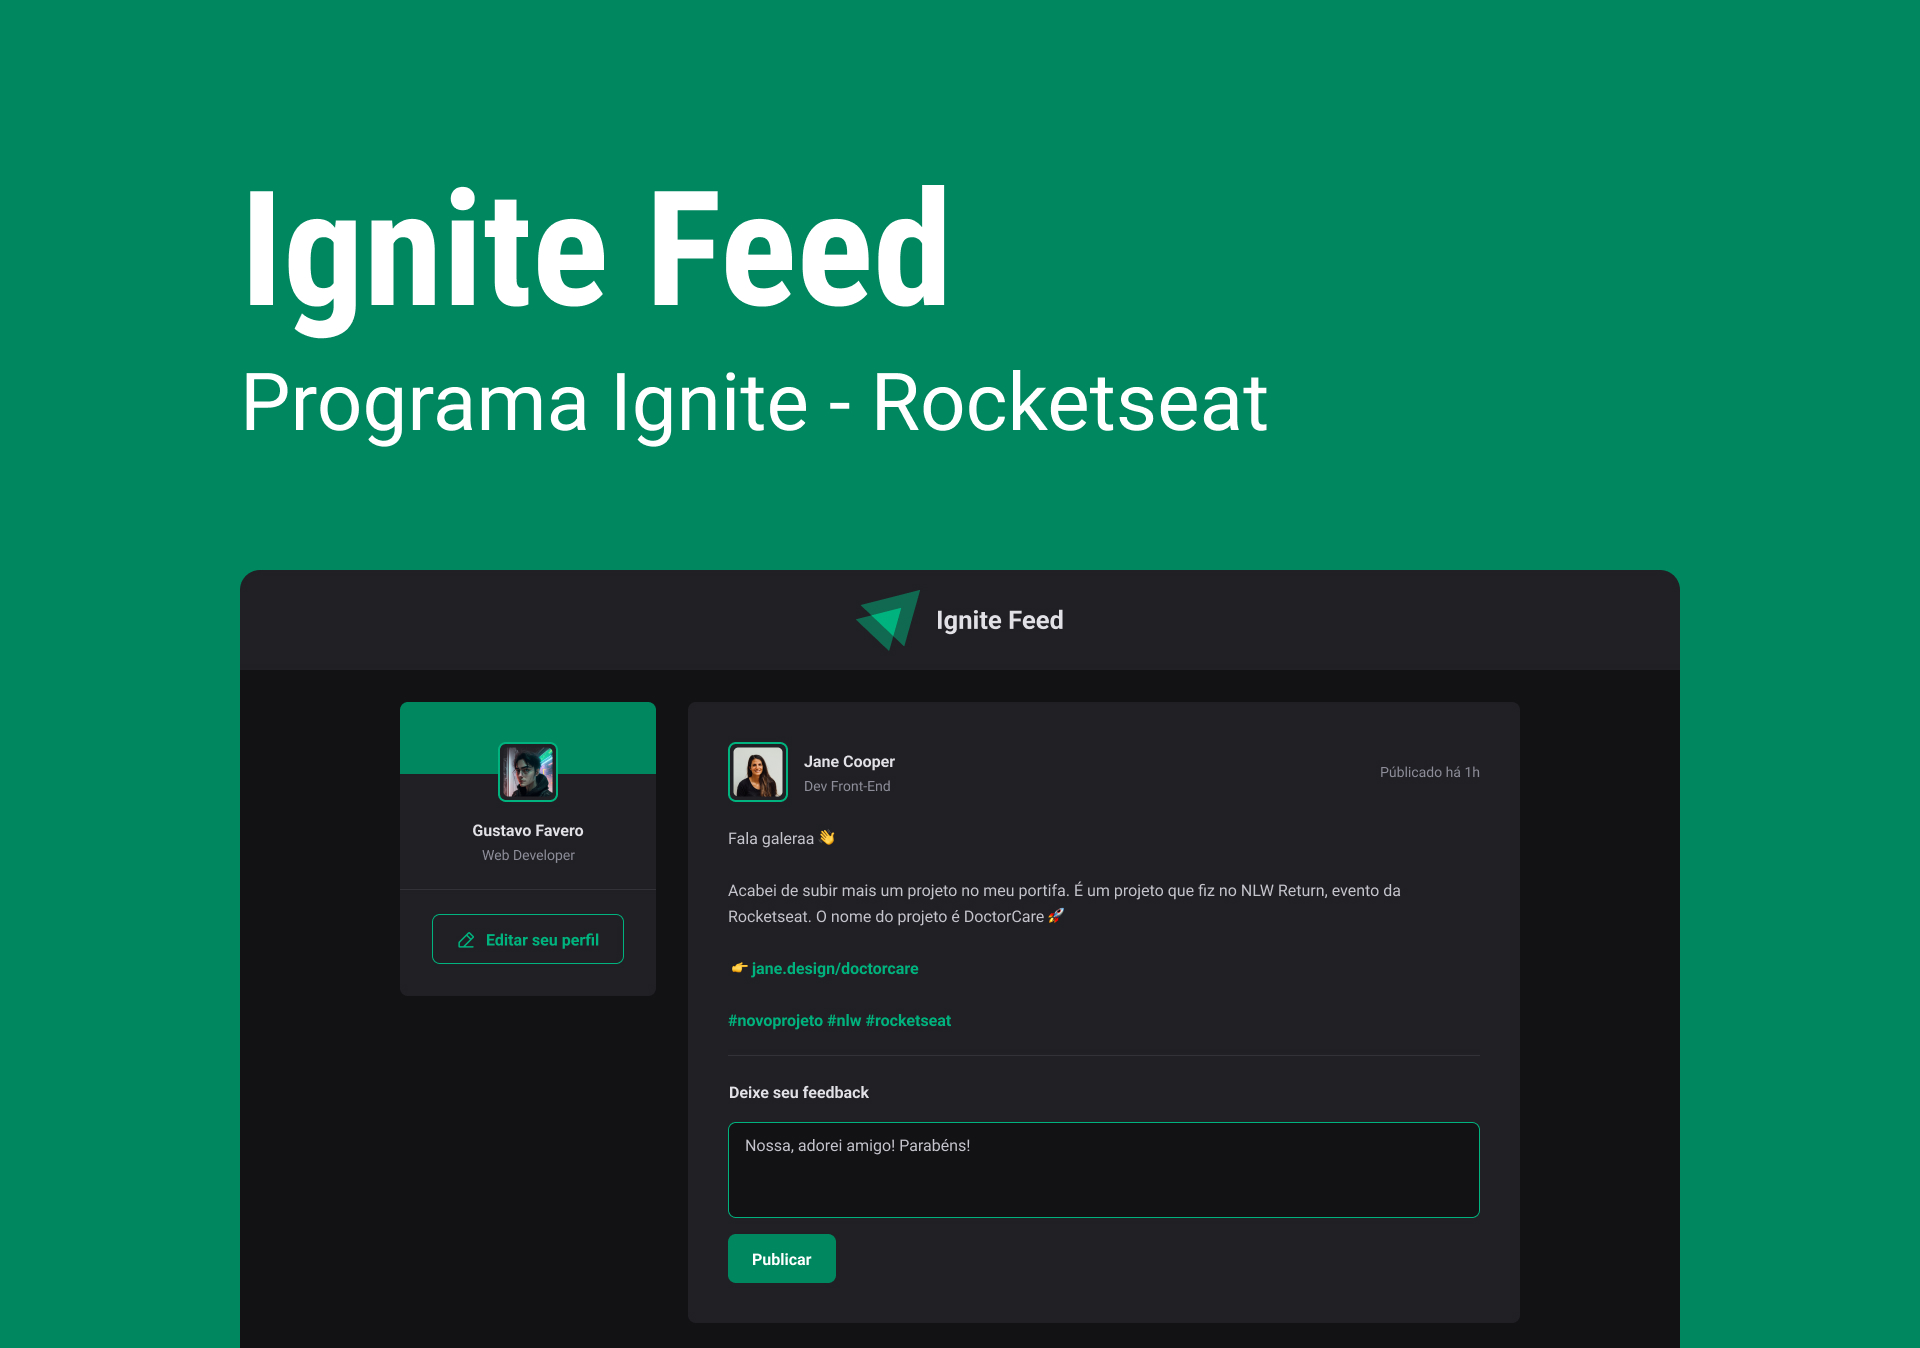 Ignite Feed
Programa Ignite - Rocketseat
Ignite Feed
Gustavo Favero
Web Developer
Editar seu perfil
Jane Cooper
Dev Front-End
Públicado há 1h
Fala galeraa 👋
Acabei de subir mais um projeto no meu portifa. É um projeto que fiz no NLW Return, evento da
Rocketseat. O nome do projeto é DoctorCare 🚀
👉 jane.design/doctorcare
#novoprojeto #nlw #rocketseat
Deixe seu feedback
Nossa, adorei amigo! Parabéns!
Publicar